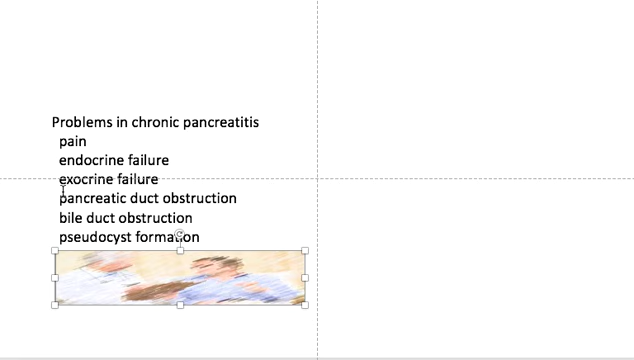 Problems in chronic pancreatitis
pain
endocrine failure
exocrine failure
pancreatic duct obstruction
bile duct obstruction
pseudocyst formation